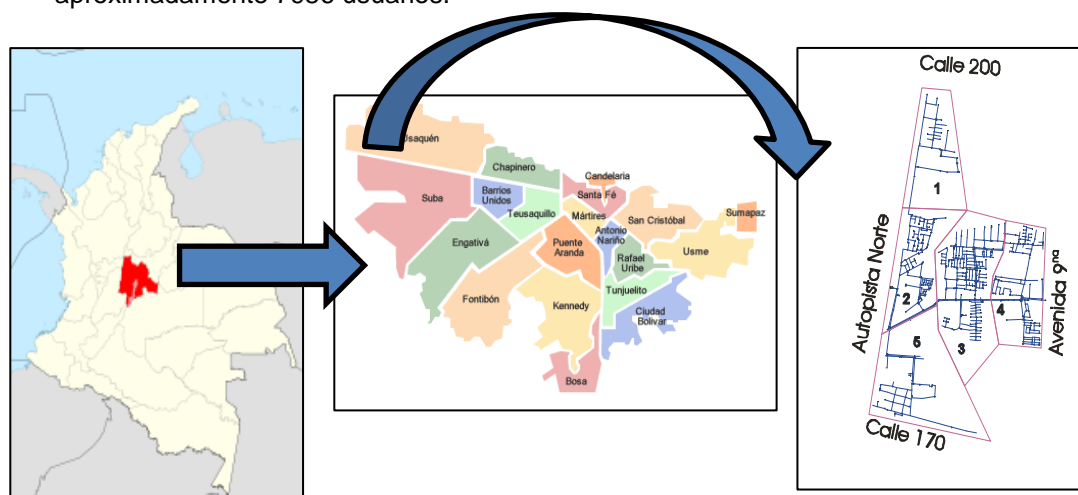 aproximadamente usuarios.
Usaquén
Chapinero
Suba
Barrios
Unidos
Teusaquillo
Candelaria
Santa Fé
Mártires
San Cristóbal
Sumapaz
Engativá
Puente
Aranda
Antonio
Nariño
Rafael
Uribe
Usme
Fontibón
Kennedy
Tunjuelito
Ciudad
Bolívar
Bosa
Calle 200
1
Autopista Norte
2
3
4
5
Avenida 9na
Calle 170